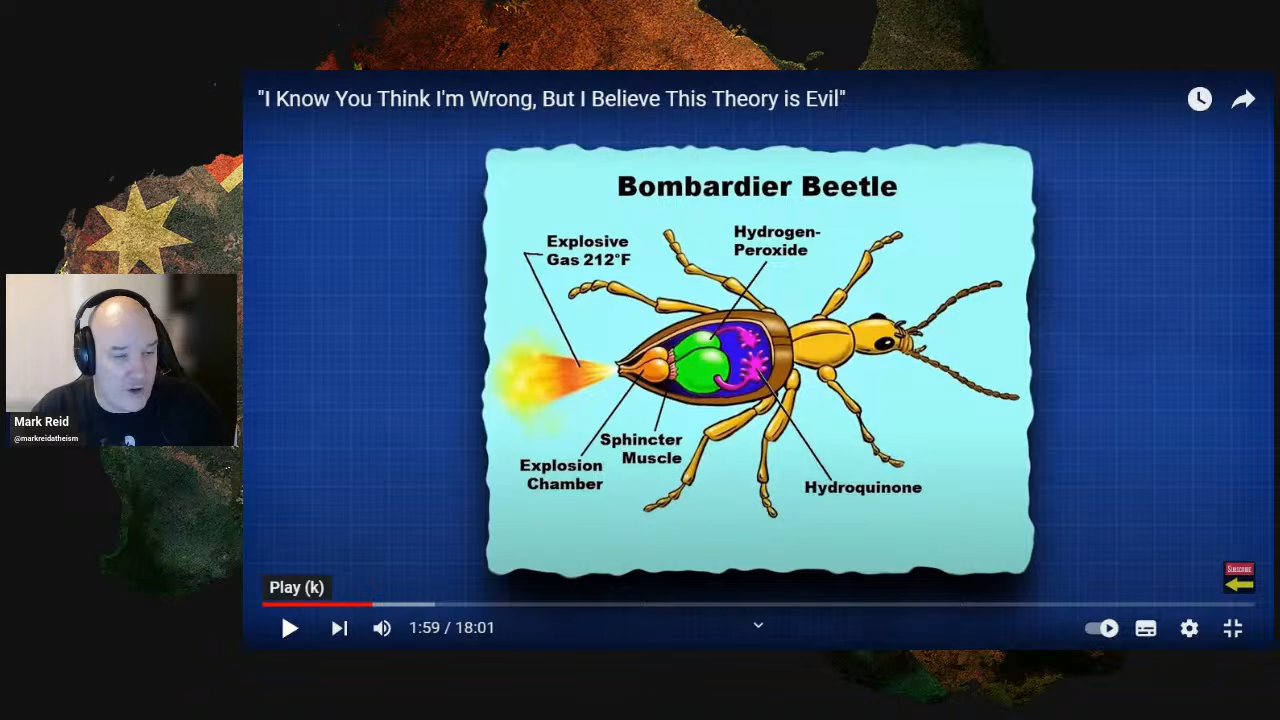 "I Know You Think I'm Wrong, But I Believe This Theory is Evil"
Bombardier Beetle
Explosive
Gas 212°F
Hydrogen-
Peroxide
Mark Reid
@markreidatheism
Sphincter
Muscle
Explosion
Chamber
Hydroquinone
SUBSCRIBE
Play (k)
1:59 / 18:01